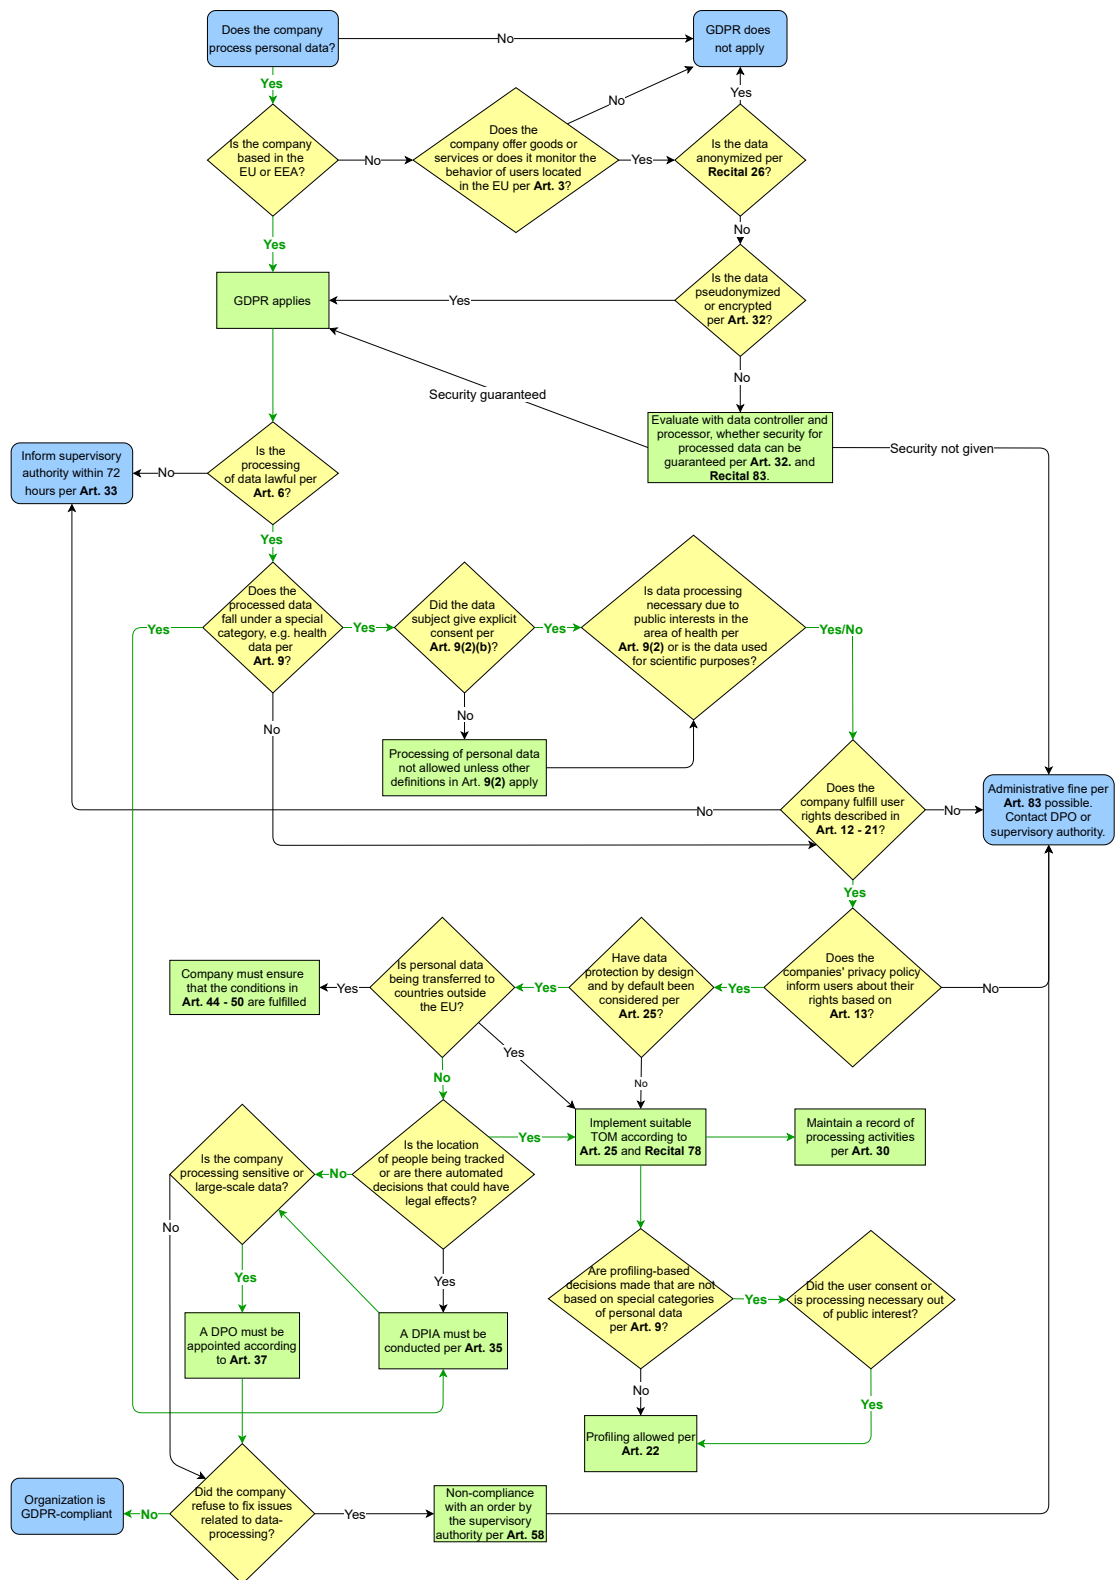 Does the company
process personal data?
No
GDPR does
not apply
Yes
Yes
No
Is the company
based in the
EU or EEA?
No
Does the
company offer goods or
services or does it monitor the
behavior of users located
in the EU per Art. 3?
Yes
Is the data
anonymized per
Recital 26?
Yes
No
GDPR applies
Yes
Is the data
pseudonymized
or encrypted
per Art. 32?
No
Security guaranteed
Evaluate with data controller and
processor, whether security for
processed data can be
guaranteed per Art. 32. and
Recital 83.
Security not given
Inform supervisory
authority within 72
hours per Art. 33
No
Is the
processing
of data lawful per
Art. 6?
Yes
Yes
Does the
processed data
fall under a special
category, e.g. health
data per
Art. 9?
Yes
Did the data
subject give explicit
consent per
Art. 9(2)(b)?
Yes
Is data processing
necessary due to
public interests in the
area of health per
Art. 9(2) or is the data used
for scientific purposes?
Yes/No
No
No
Processing of personal data
not allowed unless other
definitions in Art. 9(2) apply
No
Does the
company fulfill user
rights described in
Art. 12 - 21?
No
Administrative fine per
Art. 83 possible.
Contact DPO or
supervisory authority.
Yes
Company must ensure
that the conditions in
Art. 44 - 50 are fulfilled
Yes
Is personal data
being transferred to
countries outside
the EU?
Yes
Have data
protection by design
and by default been
considered per
Art. 25?
Yes
Does the
companies' privacy policy
inform users about their
rights based on
Art. 13?
No
Yes
No
No
Is the company
processing sensitive or
large-scale data?
No
Is the location
of people being tracked
or are there automated
decisions that could have
legal effects?
Yes
Implement suitable
TOM according to
Art. 25 and Recital 78
Maintain a record of
processing activities
per Art. 30
No
Yes
Yes
Are profiling-based
decisions made that are not
based on special categories
of personal data
per Art. 9?
Yes
Did the user consent or
is processing necessary out
of public interest?
A DPO must be
appointed according
to Art. 37
A DPIA must be
conducted per Art. 35
No
Yes
Profiling allowed per
Art. 22
Organization is
GDPR-compliant
No
Did the company
refuse to fix issues
related to data-
processing?
Yes
Non-compliance
with an order by
the supervisory
authority per Art. 58